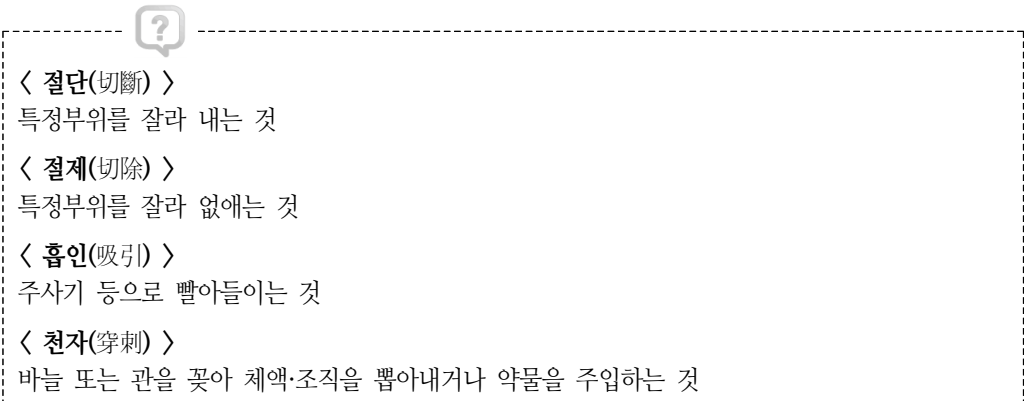 ?
〈 절단(切斷) 〉
특정부위를 잘라 내는 것
〈 절제(切除) 〉
특정부위를 잘라 없애는 것
〈 흡인(吸引) 〉
주사기 등으로 빨아들이는 것
〈 천자(穿刺) 〉
바늘 또는 관을 꽂아 체액·조직을 뽑아내거나 약물을 주입하는 것